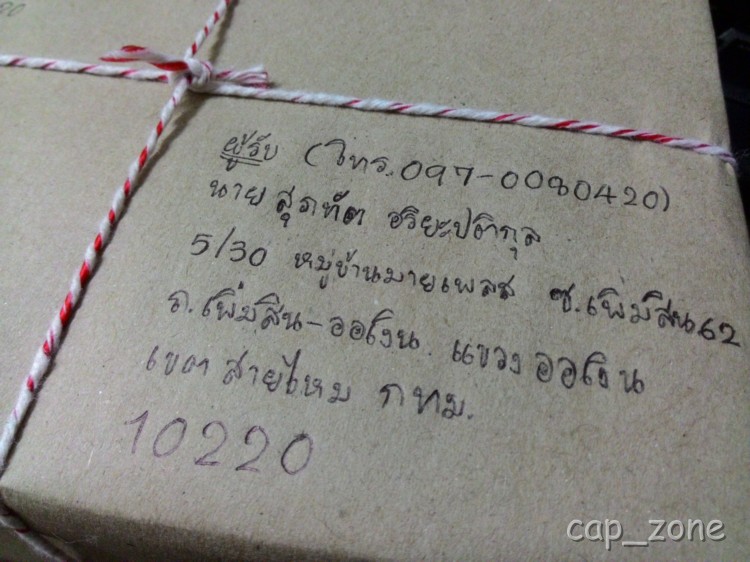 ผู้รับ (โทร.097-0080420)
นาย สุภทัต อริยะปติกุล
5/30 หมู่บ้านมายเพลส ซ.เพิ่มสิน62
ถ.เพิ่มสิน-ออเงิน แขวง ออเงิน
เขต สายไหม กทม.
10220
cap_zone